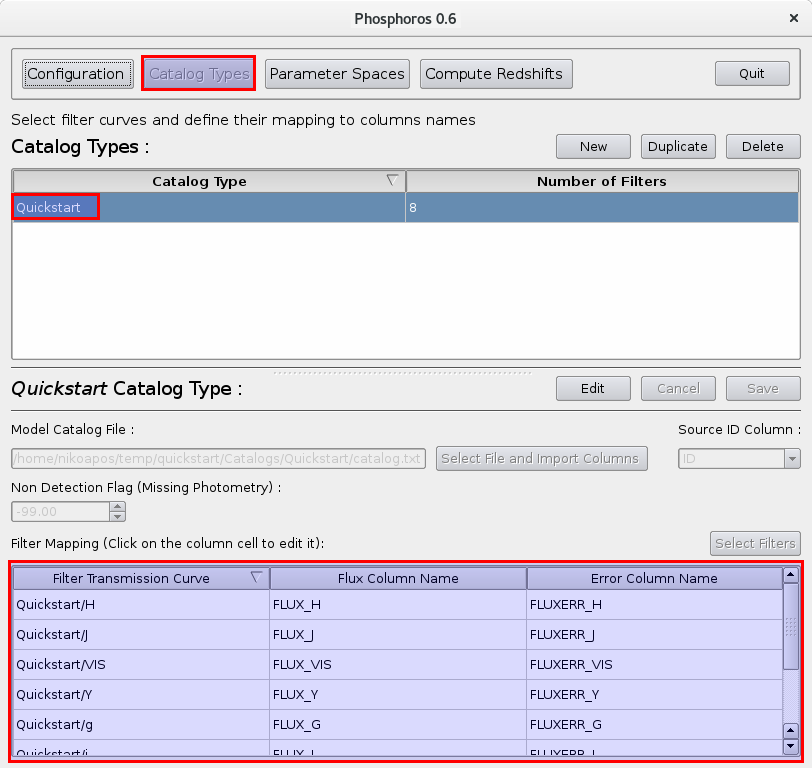 Phosphoros 0.6
Configuration Catalog Types Parameter Spaces Compute Redshifts Quit
Select filter curves and define their mapping to columns names
Catalog Types : New Duplicate Delete
Catalog Type Number of Filters
Quickstart 8
Quickstart Catalog Type : Edit Cancel Save
Model Catalog File : Source ID Column :
/home/nikoapos/temp/quickstart/Catalogs/Quickstart/catalog.txt Select File and Import Columns ID
Non Detection Flag (Missing Photometry) :
-99.00
Filter Mapping (Click on the column cell to edit it): Select Filters
Filter Transmission Curve Flux Column Name Error Column Name
Quickstart/H FLUX_H FLUXERR_H
Quickstart/J FLUX_J FLUXERR_J
Quickstart/VIS FLUX_VIS FLUXERR_VIS
Quickstart/Y FLUX_Y FLUXERR_Y
Quickstart/g FLUX_G FLUXERR_G
Quickstart/i FLUX_I FLUXERR_I